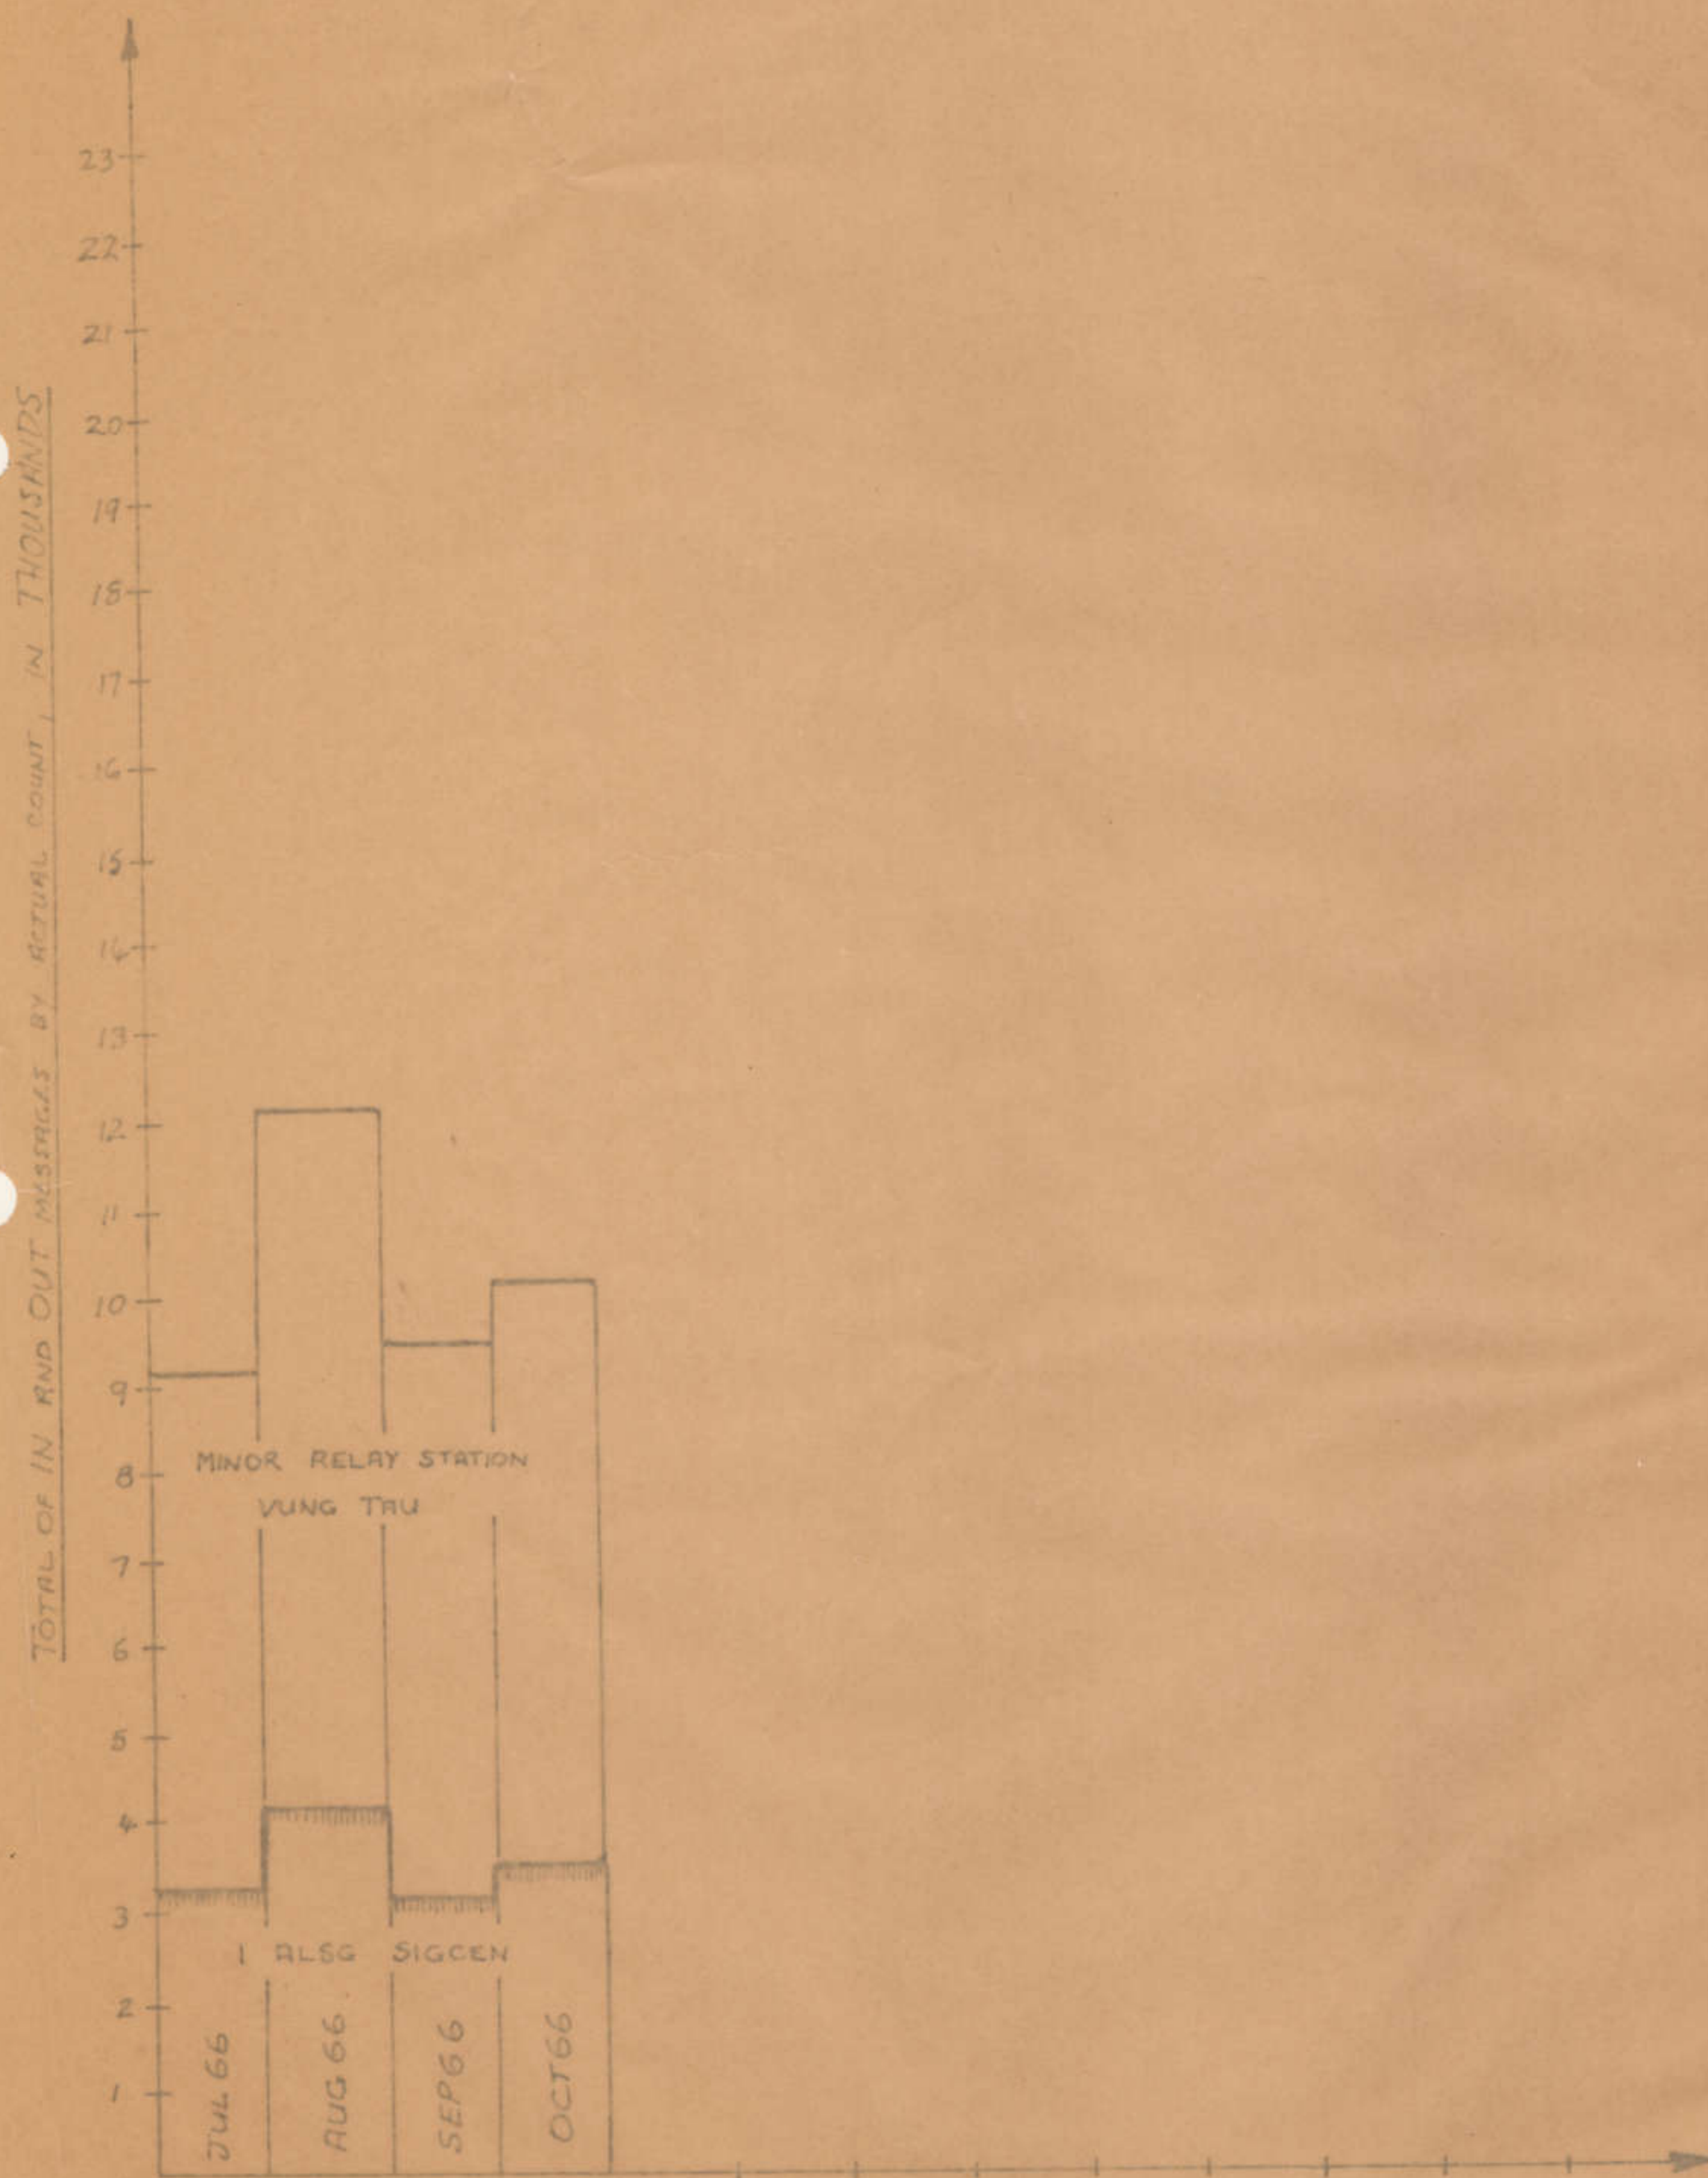 TOTAL OF IN AND OUT MESSAGES BY ACTUAL COUNT, IN THOUSANDS
23
22
21
20
19
18
17
16
15
14
13
12
11
10
9
8
7
6
5
4
3
2
1
MINOR RELAY STATION
VUNG TAU
1 ALSG SIGCEN
JUL 66
AUG 66
SEP 66
OCT 66